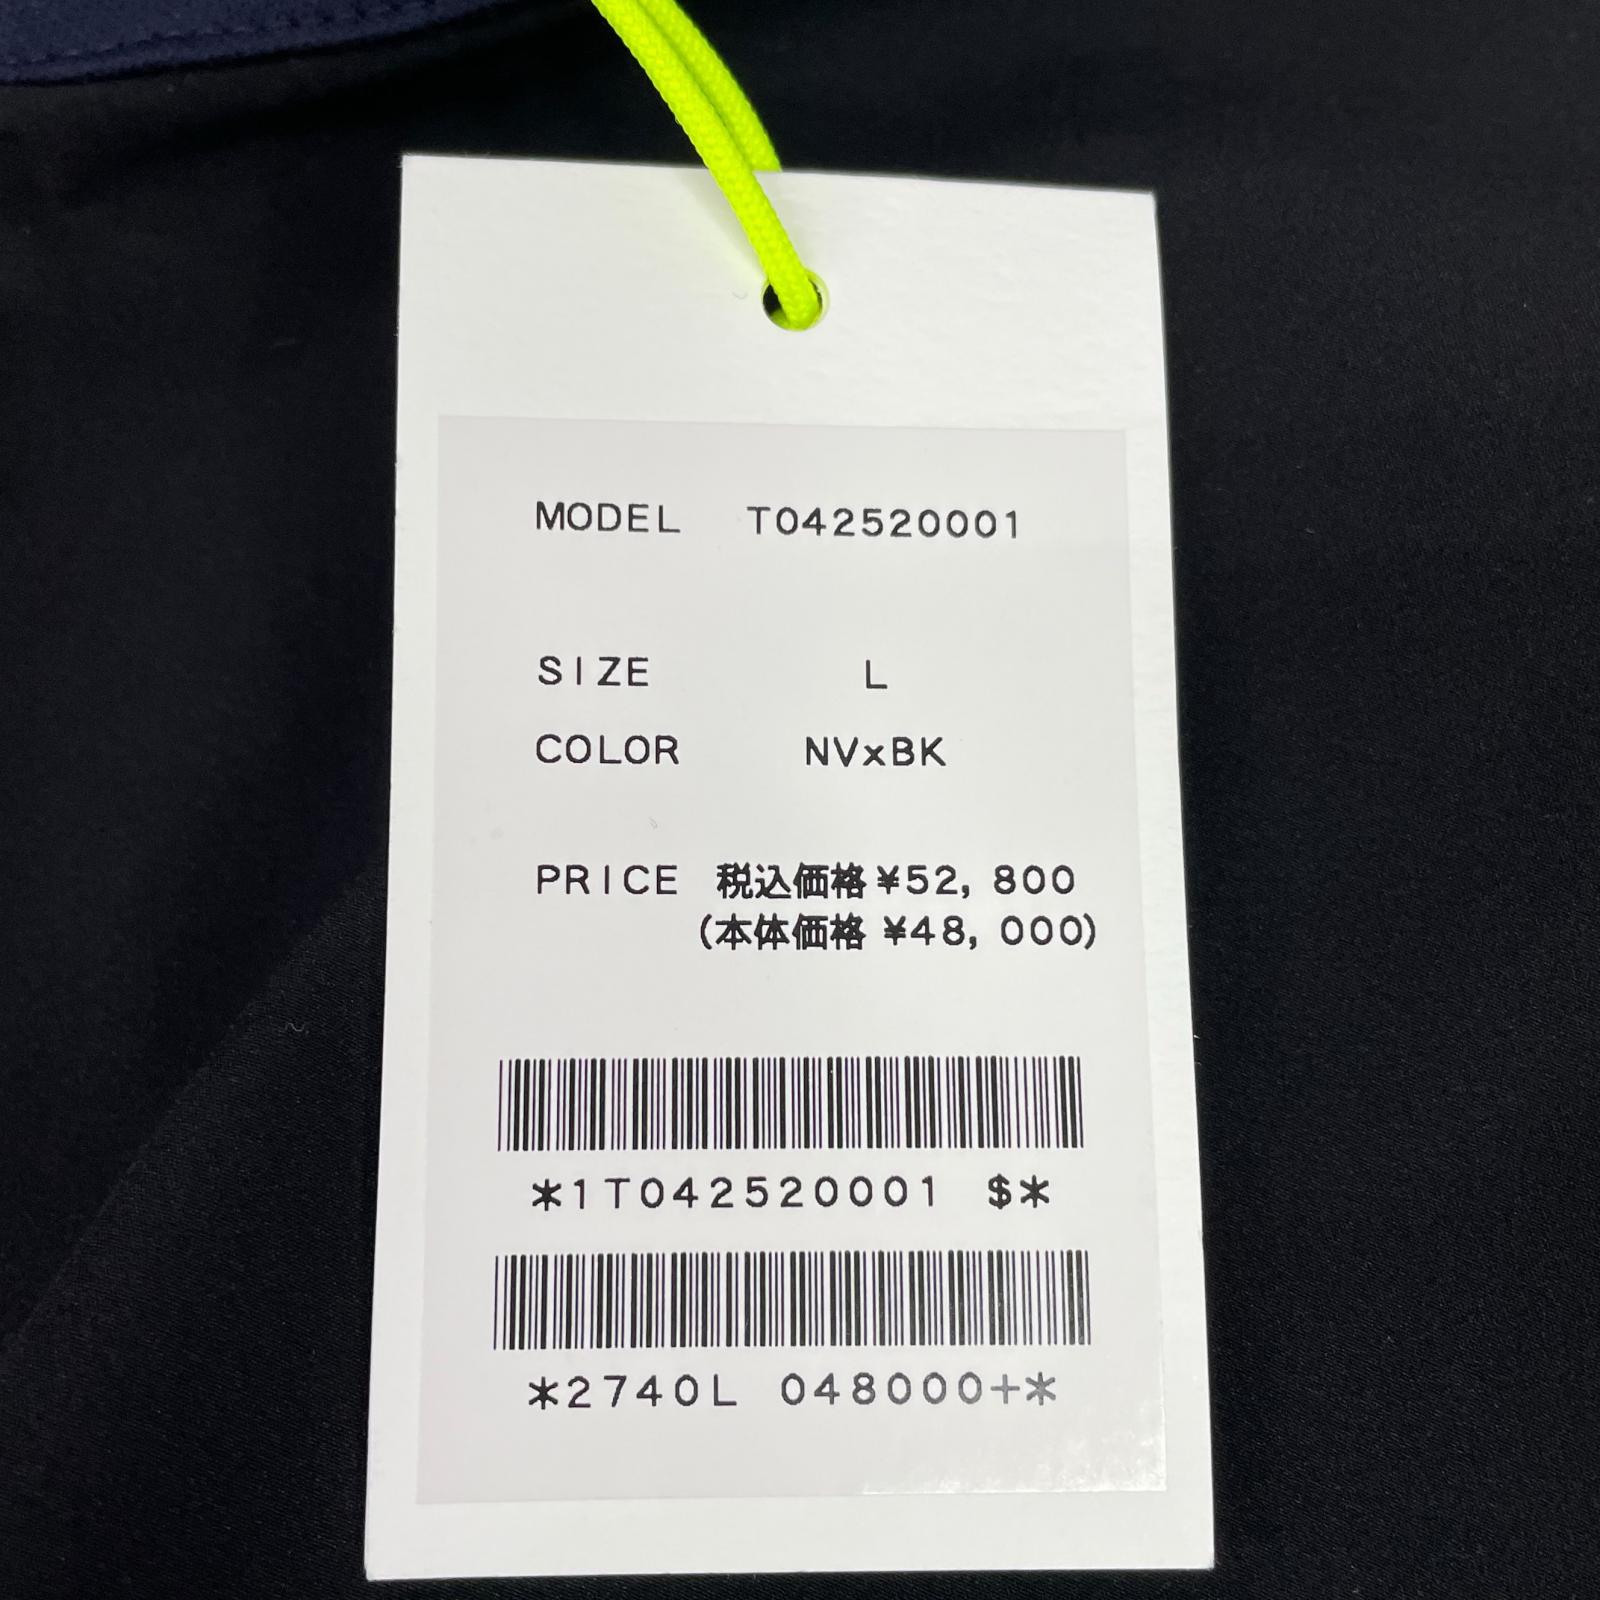 MODEL T042520001
SIZE L
COLOR NVxBK
PRICE 税込価格¥52,800
(本体価格 ¥48,000)
*1T042520001 $*
*2740L 048000+*